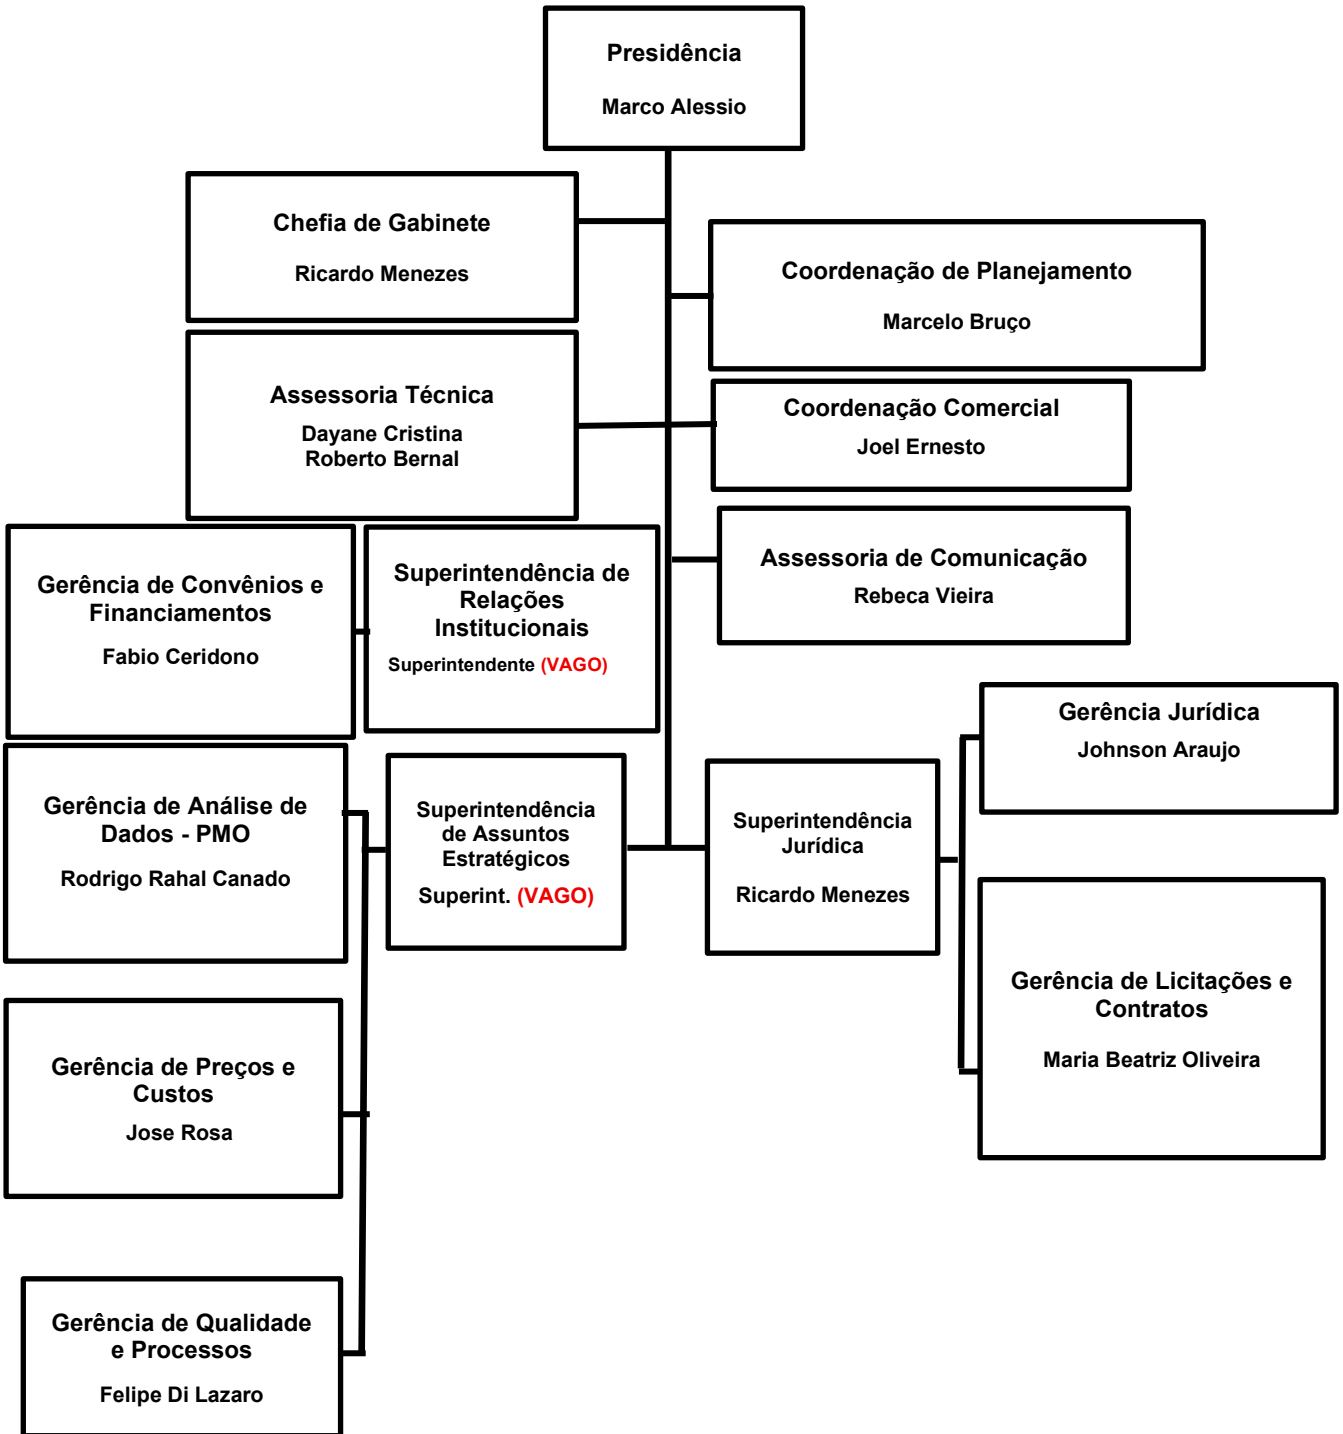 Presidência
Marco Alessio
Chefia de Gabinete
Ricardo Menezes
Coordenação de Planejamento
Marcelo Bruço
Assessoria Técnica
Dayane Cristina
Roberto Bernal
Coordenação Comercial
Joel Ernesto
Gerência de Convênios e
Financiamentos
Fabio Ceridono
Superintendência de
Relações
Institucionais
Superintendente (VAGO)
Assessoria de Comunicação
Rebeca Vieira
Gerência de Análise de
Dados - PMO
Rodrigo Rahal Canado
Superintendência
de Assuntos
Estratégicos
Superint. (VAGO)
Superintendência
Jurídica
Ricardo Menezes
Gerência Jurídica
Johnson Araujo
Gerência de Licitações e
Contratos
Maria Beatriz Oliveira
Gerência de Preços e
Custos
Jose Rosa
Gerência de Qualidade
e Processos
Felipe Di Lazaro